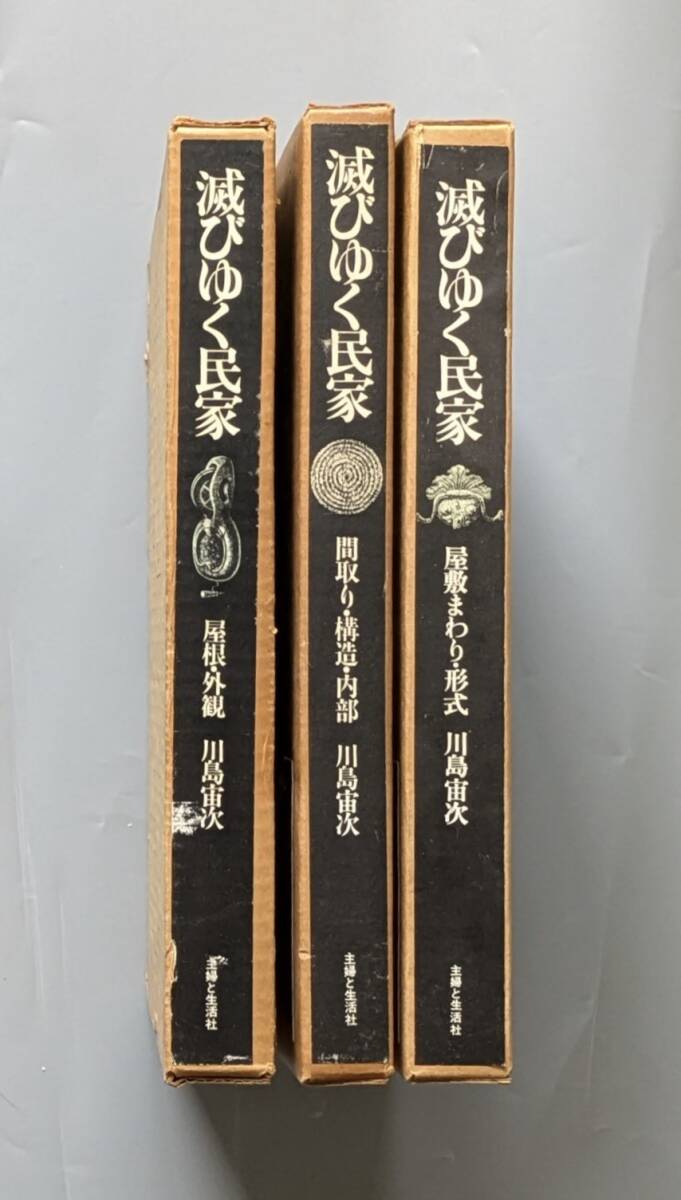 滅びゆく民家
屋根・外観 川島宙次
主婦と生活社
滅びゆく民家
間取り・構造・内部 川島宙次
主婦と生活社
滅びゆく民家
屋敷まわり・形式 川島宙次
主婦と生活社